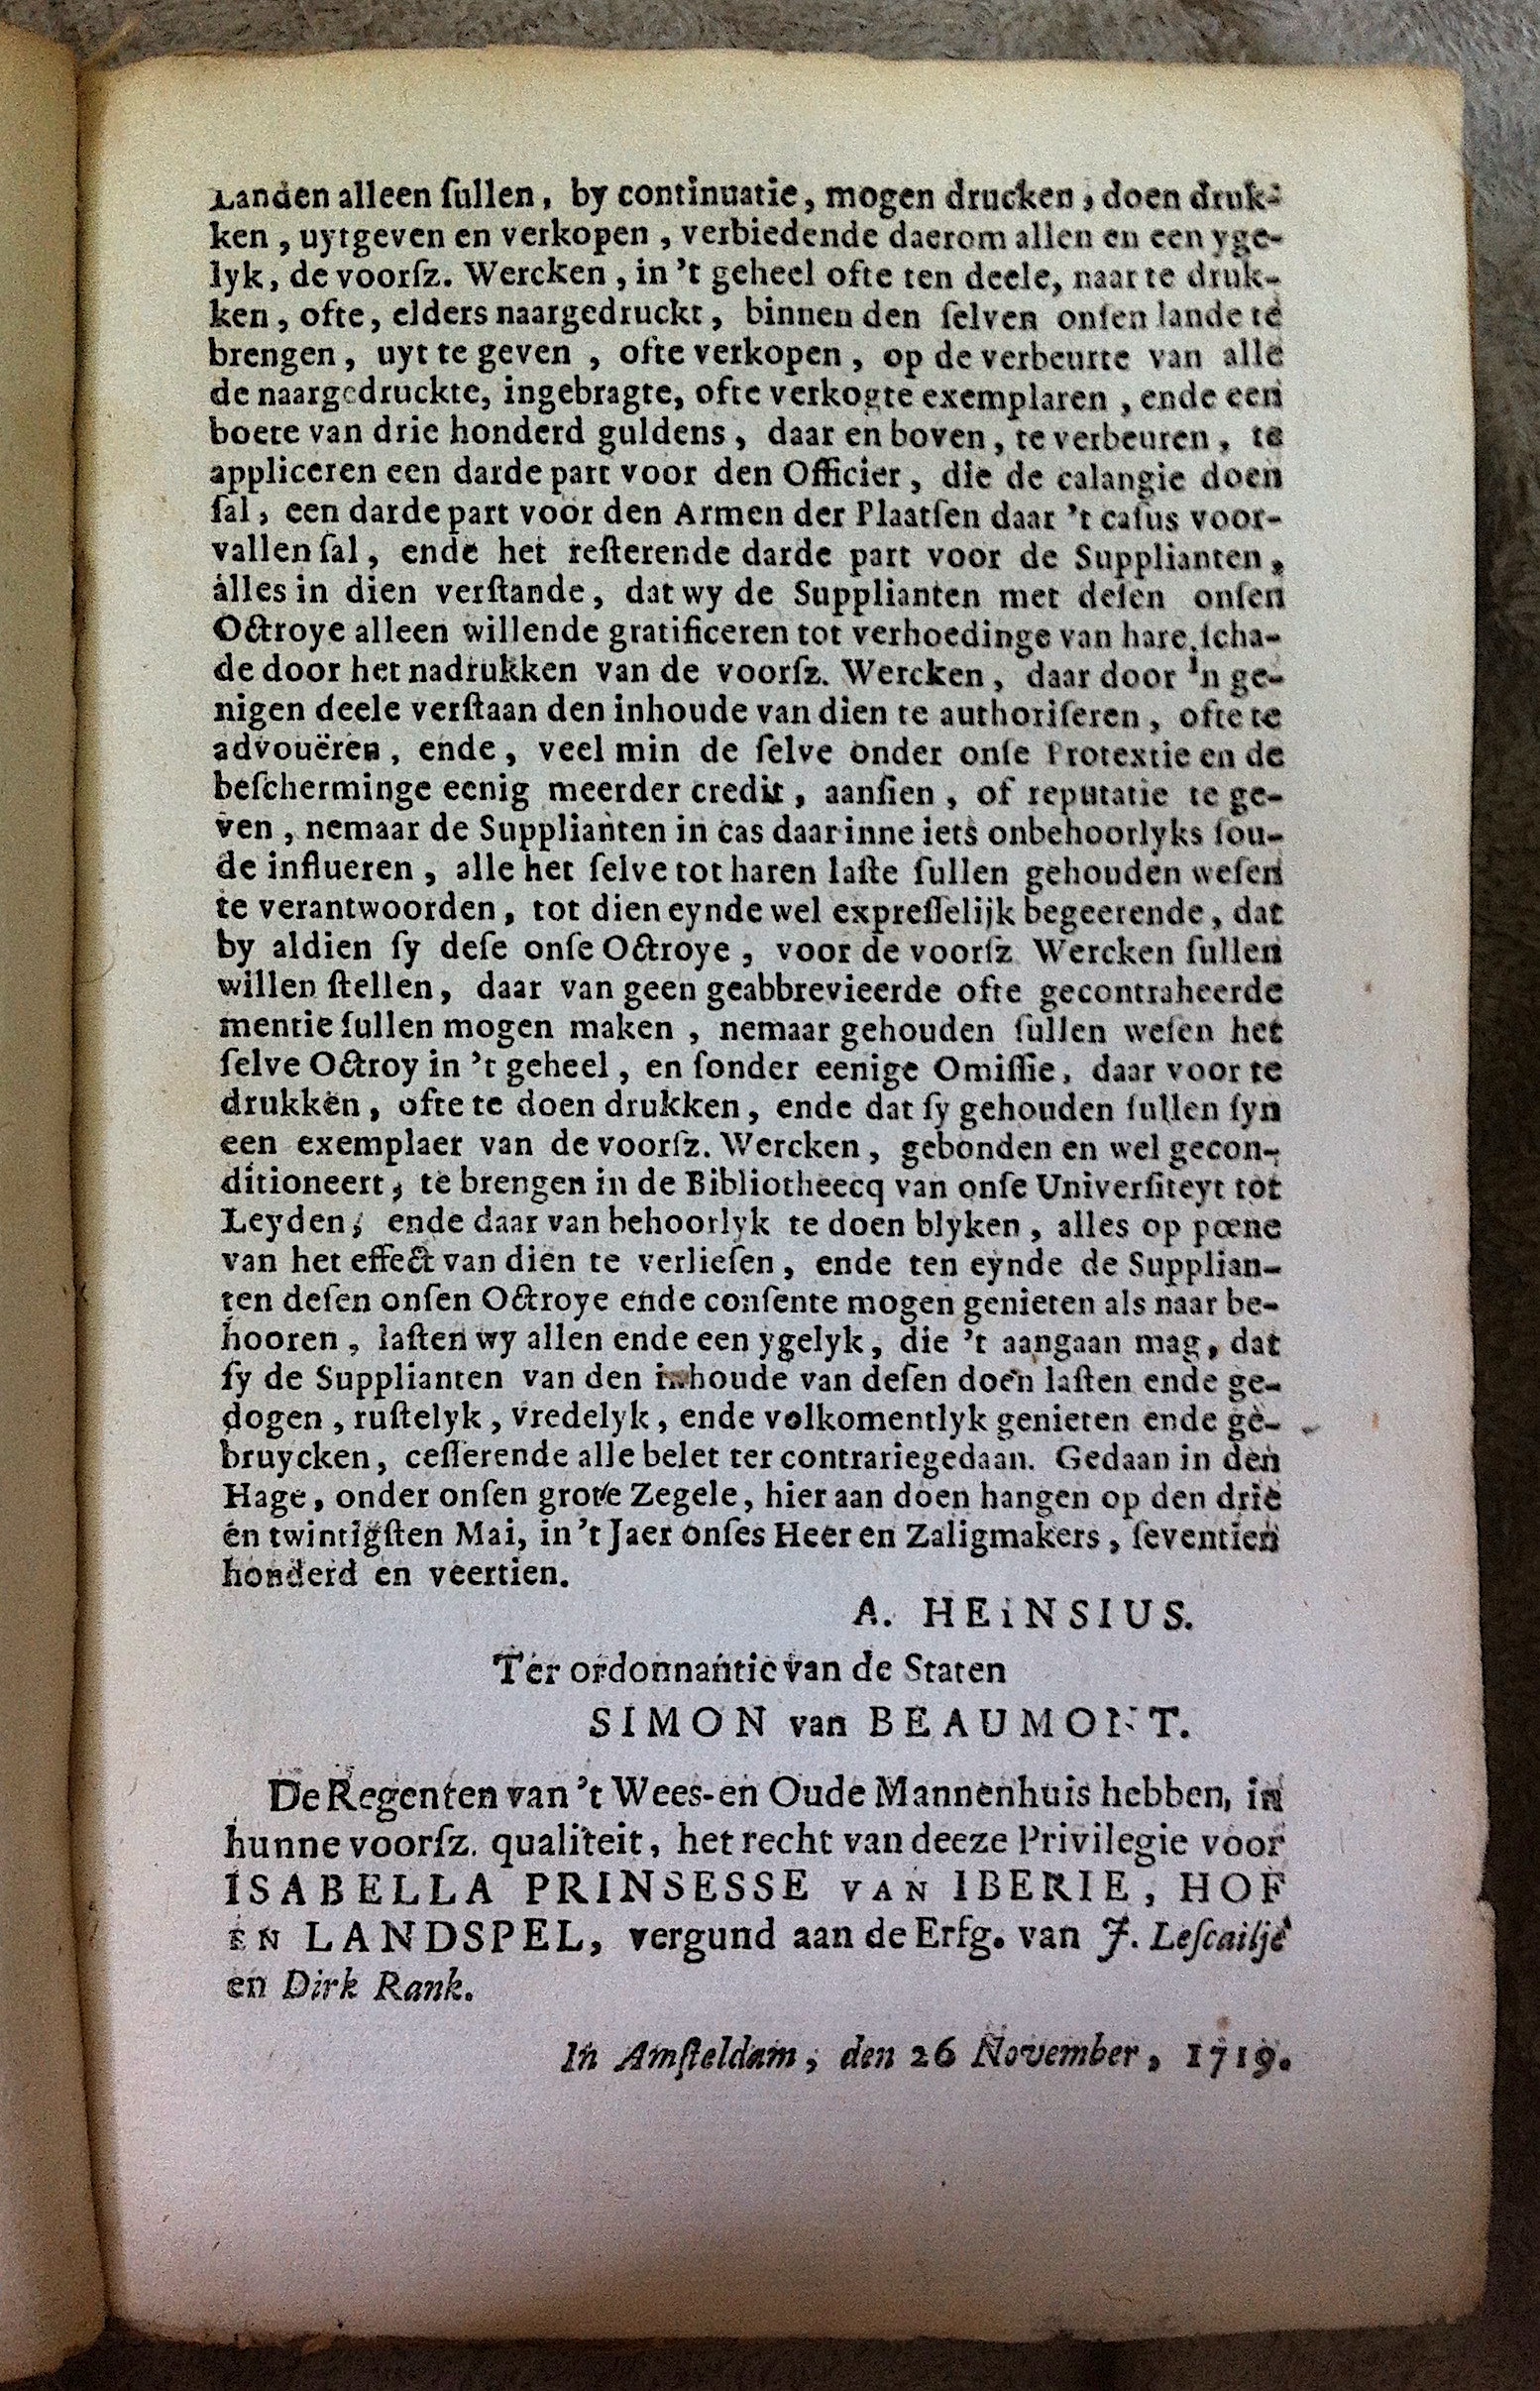 Landen alleen ſullen, by continuatie, mogen drucken, doen druk-
ken, uytgeven en verkopen, verbiedende daerom allen en een yge-
lyk, de voorſz. Wercken, in 't geheel ofte ten deele, naar te druk-
ken, ofte, elders naargedruckt, binnen den ſelven onſen lande te
brengen, uyt te geven, ofte verkopen, op de verbeurte van alle
de naargedruckte, ingebragte, ofte verkogte exemplaren, ende een
boete van drie honderd guldens, daar en boven, te verbeuren, te
appliceren een darde part voor den Officier, die de calangie doen
ſal, een darde part voor den Armen der Plaatſen daar 't caſus voor-
vallen ſal, ende het reſterende darde part voor de Supplianten,
alles in dien verſtande, dat wy de Supplianten met deſen onſen
Octroye alleen willende gratificeren tot verhoedinge van hare ſcha-
de door het nadrukken van de voorſz. Wercken, daar door in ge-
nigen deele verſtaan den inhoude van dien te authoriſeren, ofte te
advouëren, ende, veel min de ſelve onder onſe Protextie en de
beſcherminge eenig meerder credit, aanſien, of reputatie te ge-
ven, nemaar de Supplianten in cas daar inne iets onbehoorlyks ſou-
de influeren, alle het ſelve tot haren laſte ſullen gehouden weſen
te verantwoorden, tot dien eynde wel expreſſelijk begeerende, dat
by aldien ſy deſe onſe Octroye, voor de voorſz Wercken ſullen
willen ſtellen, daar van geen geabbrevieerde ofte gecontraheerde
mentie ſullen mogen maken, nemaar gehouden ſullen weſen het
ſelve Octroy in 't geheel, en ſonder eenige Omiſſie, daar voor te
drukken, ofte te doen drukken, ende dat ſy gehouden ſullen ſyn
een exemplaer van de voorſz. Wercken, gebonden en wel gecon-
ditioneert, te brengen in de Bibliotheecq van onſe Univerſiteyt tot
Leyden, ende daar van behoorlyk te doen blyken, alles op pœne
van het effect van dien te verlieſen, ende ten eynde de Supplian-
ten deſen onſen Octroye ende conſente mogen genieten als naar be-
hooren, laſten wy allen ende een ygelyk, die 't aangaan mag, dat
ſy de Supplianten van den inhoude van deſen doen laſten ende ge-
dogen, ruſtelyk, vredelyk, ende volkomentlyk genieten ende ge-
bruycken, ceſſerende alle belet ter contrarie gedaan. Gedaan in den
Hage, onder onſen grote Zegele, hier aan doen hangen op den drie
en twintigſten Mai, in 't Jaer onſes Heer en Zaligmakers, ſeventien
honderd en veertien.
A. HEiNSIUS.
Ter ordonnantie van de Staten
SIMON van BEAUMONT.
De Regenten van 't Wees-en Oude Mannenhuis hebben, in
hunne voorſz. qualiteit, het recht van deeze Privilegie voor
ISABELLA PRINSESSE VAN IBERIE, HOF
EN LANDSPEL, vergund aan de Erfg. van J. Leſcailje
en Dirk Rank.
In Amſteldam, den 26 November, 1719.